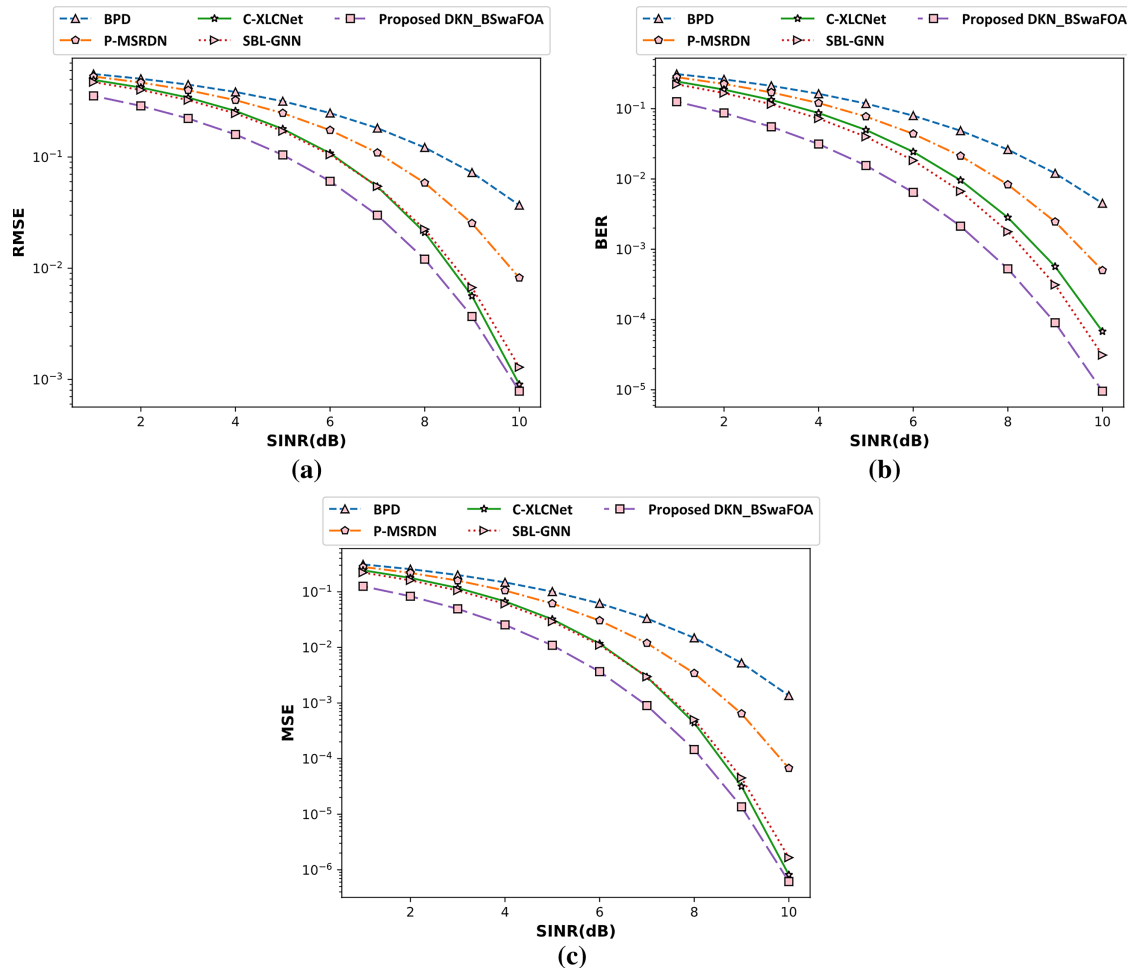 BPD C-XLCNet Proposed DKN_BSwaFOA
P-MSRDN SBL-GNN
RMSE
10⁻¹
10⁻²
10⁻³
2 4 6 8 10
SINR(dB)
(a)
BPD C-XLCNet Proposed DKN_BSwaFOA
P-MSRDN SBL-GNN
BER
10⁻¹
10⁻²
10⁻³
10⁻⁴
10⁻⁵
2 4 6 8 10
SINR(dB)
(b)
BPD C-XLCNet Proposed DKN_BSwaFOA
P-MSRDN SBL-GNN
MSE
10⁻¹
10⁻²
10⁻³
10⁻⁴
10⁻⁵
10⁻⁶
2 4 6 8 10
SINR(dB)
(c)